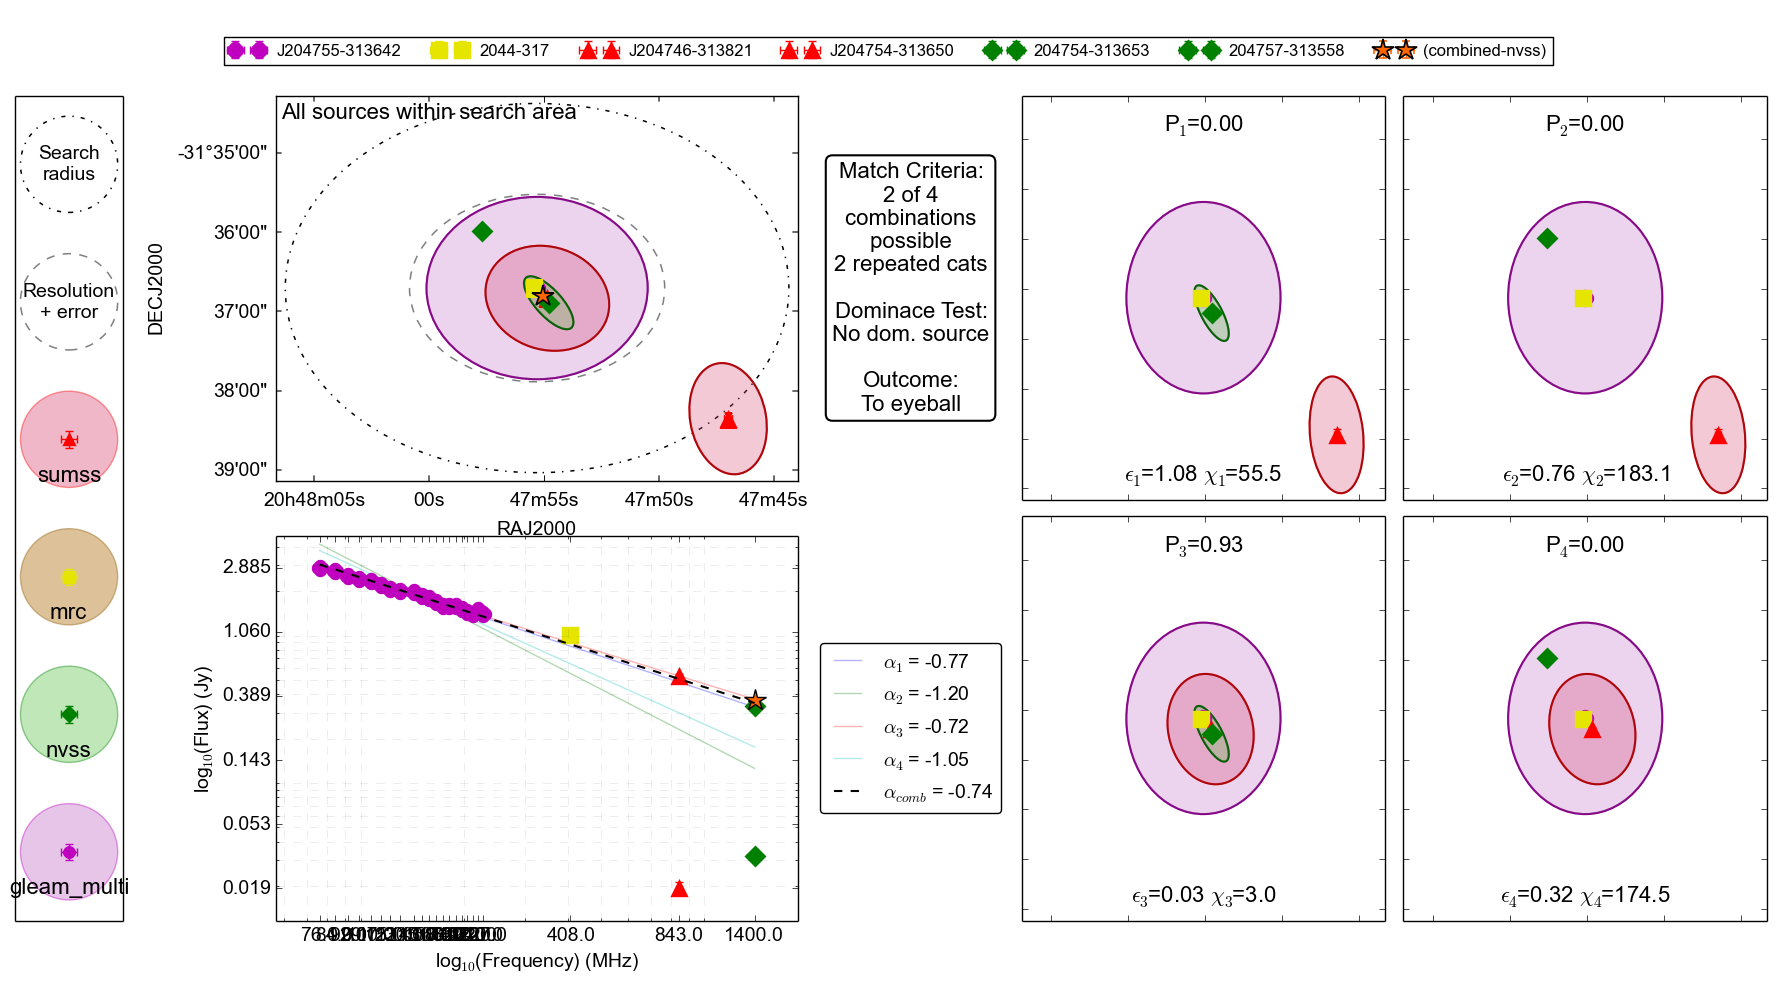 J204755-313642 2044-317 J204746-313821 J204754-313650 204754-313653 204757-313558 (combined-nvss)
Search
radius
Resolution
+ error
sumss
mrc
nvss
gleam_multi
All sources within search area
DECJ2000
-31°35'00"
36'00"
37'00"
38'00"
39'00"
20h48m05s 00s 47m55s 47m50s 47m45s
RAJ2000
Match Criteria:
2 of 4
combinations
possible
2 repeated cats
Dominace Test:
No dom. source
Outcome:
To eyeball
P1=0.00
ϵ1=1.08 χ1=55.5
P2=0.00
ϵ2=0.76 χ2=183.1
log10(Flux) (Jy)
2.885
1.060
0.389
0.143
0.053
0.019
408.0 843.0 1400.0
log10(Frequency) (MHz)
α1 = -0.77
α2 = -1.20
α3 = -0.72
α4 = -1.05
αcomb = -0.74
P3=0.93
ϵ3=0.03 χ3=3.0
P4=0.00
ϵ4=0.32 χ4=174.5